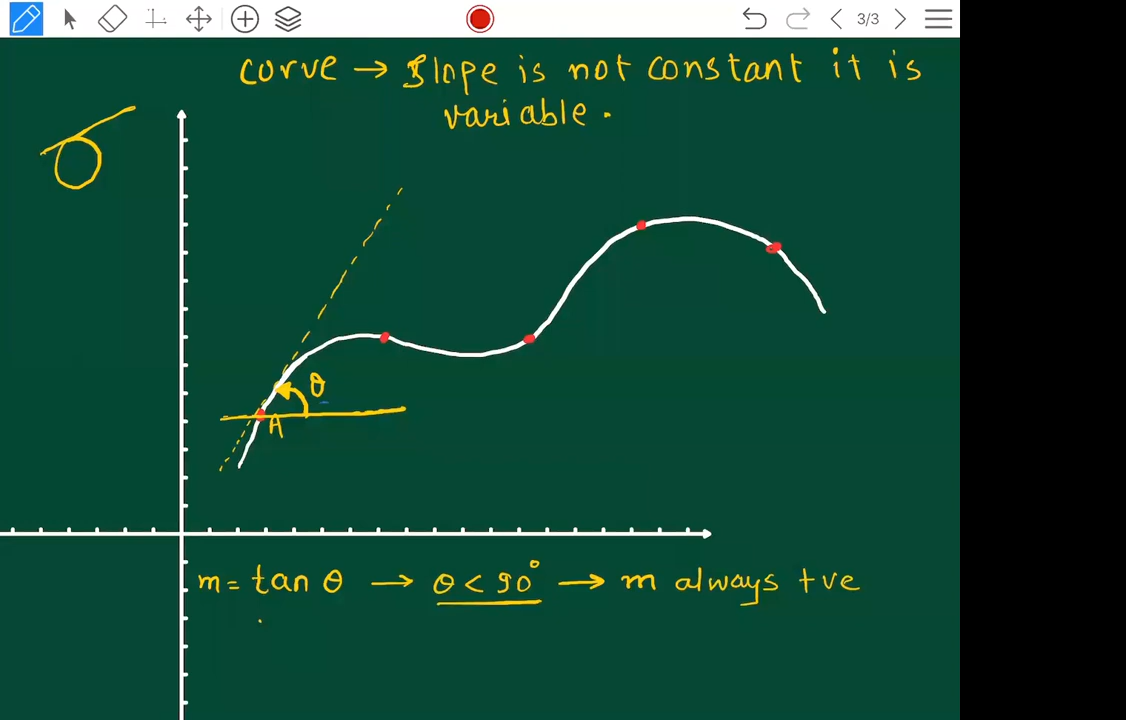 3/3
curve → Slope is not constant it is
variable.
θ
A
m = tan θ → θ < 90° → m always +ve